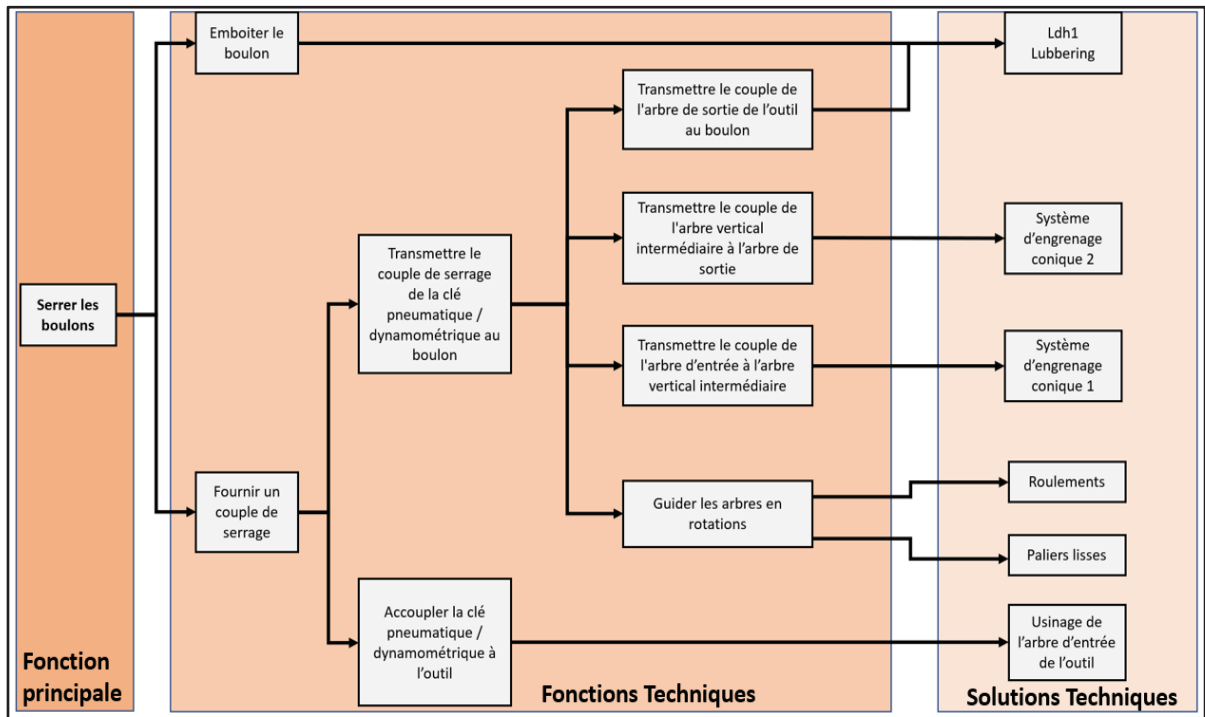 Emboiter le
boulon
Ldh1
Lubbering
Transmettre le couple de
l'arbre de sortie de l’outil
au boulon
Transmettre le couple de
l'arbre vertical
intermédiaire à l’arbre de
sortie
Système
d’engrenage
conique 2
Transmettre le
couple de serrage
de la clé
pneumatique /
dynamométrique au
boulon
Serrer les
boulons
Transmettre le couple de
l'arbre d’entrée à l’arbre
vertical intermédiaire
Système
d’engrenage
conique 1
Fournir un
couple de
serrage
Guider les arbres en
rotations
Roulements
Paliers lisses
Accoupler la clé
pneumatique /
dynamométrique à
l’outil
Usinage de
l’arbre d’entrée
de l’outil
Fonction
principale
Fonctions Techniques
Solutions Techniques